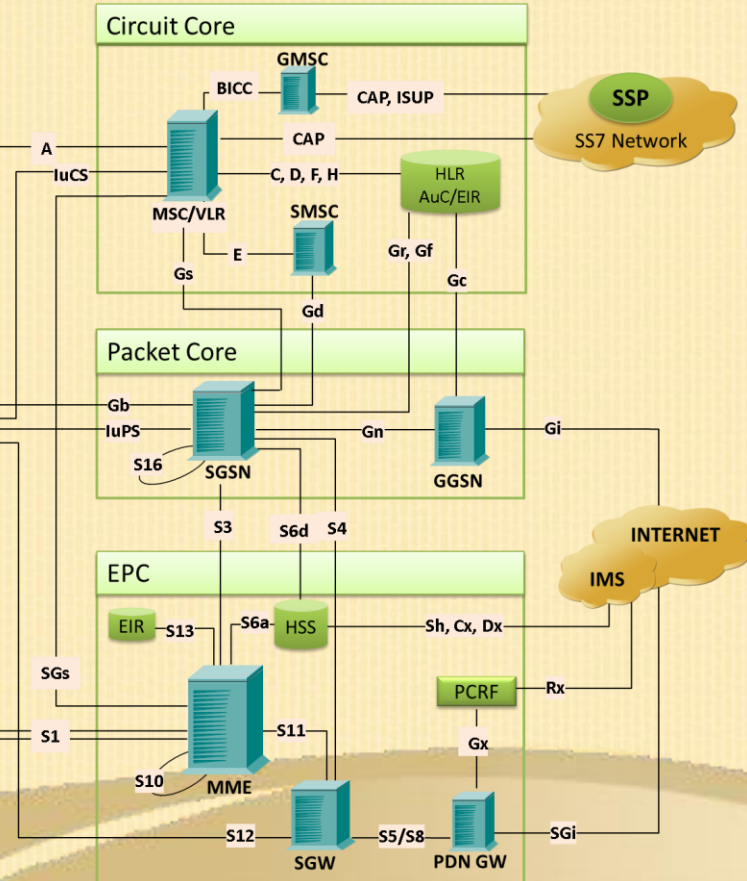 Circuit Core
GMSC
BICC
CAP, ISUP
SSP
SS7 Network
A
CAP
IuCS
C, D, F, H
HLR
AuC/EIR
MSC/VLR
SMSC
E
Gr, Gf
Gs
Gc
Gd
Packet Core
Gb
IuPS
Gn
Gi
S16
SGSN
GGSN
S3
S6d
S4
INTERNET
IMS
EPC
EIR
S13
S6a
HSS
Sh, Cx, Dx
SGs
PCRF
Rx
S1
S11
Gx
S10
MME
S12
S5/S8
SGi
SGW
PDN GW